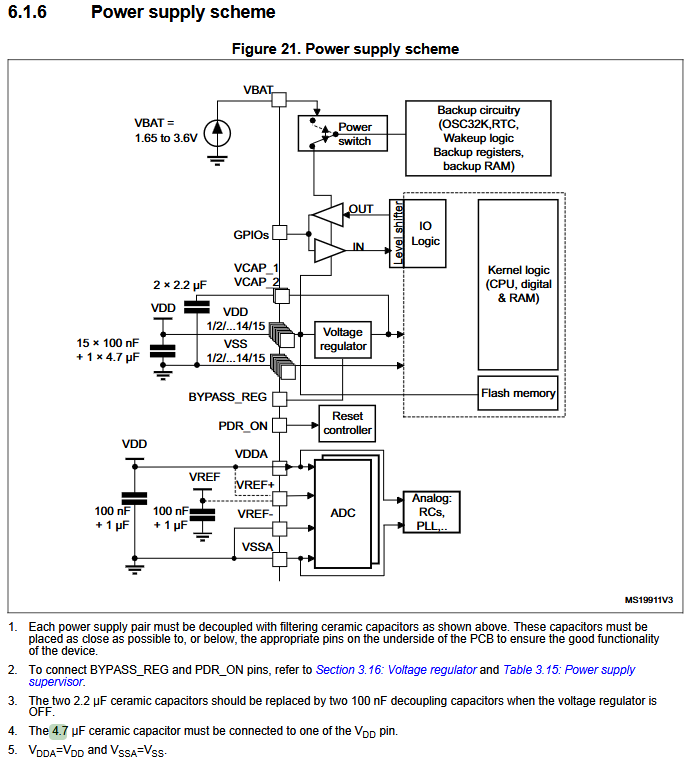 6.1.6 Power supply scheme
Figure 21. Power supply scheme
VBAT
VBAT =
1.65 to 3.6V
Power
switch
Backup circuitry
(OSC32K,RTC,
Wakeup logic
Backup registers,
backup RAM)
OUT
GPIOs
IN
Level shifter
IO
Logic
Kernel logic
(CPU, digital
& RAM)
VCAP_1
VCAP_2
2 × 2.2 µF
VDD
VDD
1/2/...14/15
VSS
1/2/...14/15
15 × 100 nF
+ 1 × 4.7 µF
Voltage
regulator
Flash memory
BYPASS_REG
PDR_ON
Reset
controller
VDD
VDDA
VREF
VREF+
100 nF
+ 1 µF
100 nF
+ 1 µF
VREF-
ADC
Analog:
RCs,
PLL,..
VSSA
MS19911V3
1. Each power supply pair must be decoupled with filtering ceramic capacitors as shown above. These capacitors must be
placed as close as possible to, or below, the appropriate pins on the underside of the PCB to ensure the good functionality
of the device.
2. To connect BYPASS_REG and PDR_ON pins, refer to Section 3.16: Voltage regulator and Table 3.15: Power supply
supervisor.
3. The two 2.2 µF ceramic capacitors should be replaced by two 100 nF decoupling capacitors when the voltage regulator is
OFF.
4. The 4.7 µF ceramic capacitor must be connected to one of the VDD pin.
5. VDDA=VDD and VSSA=VSS.